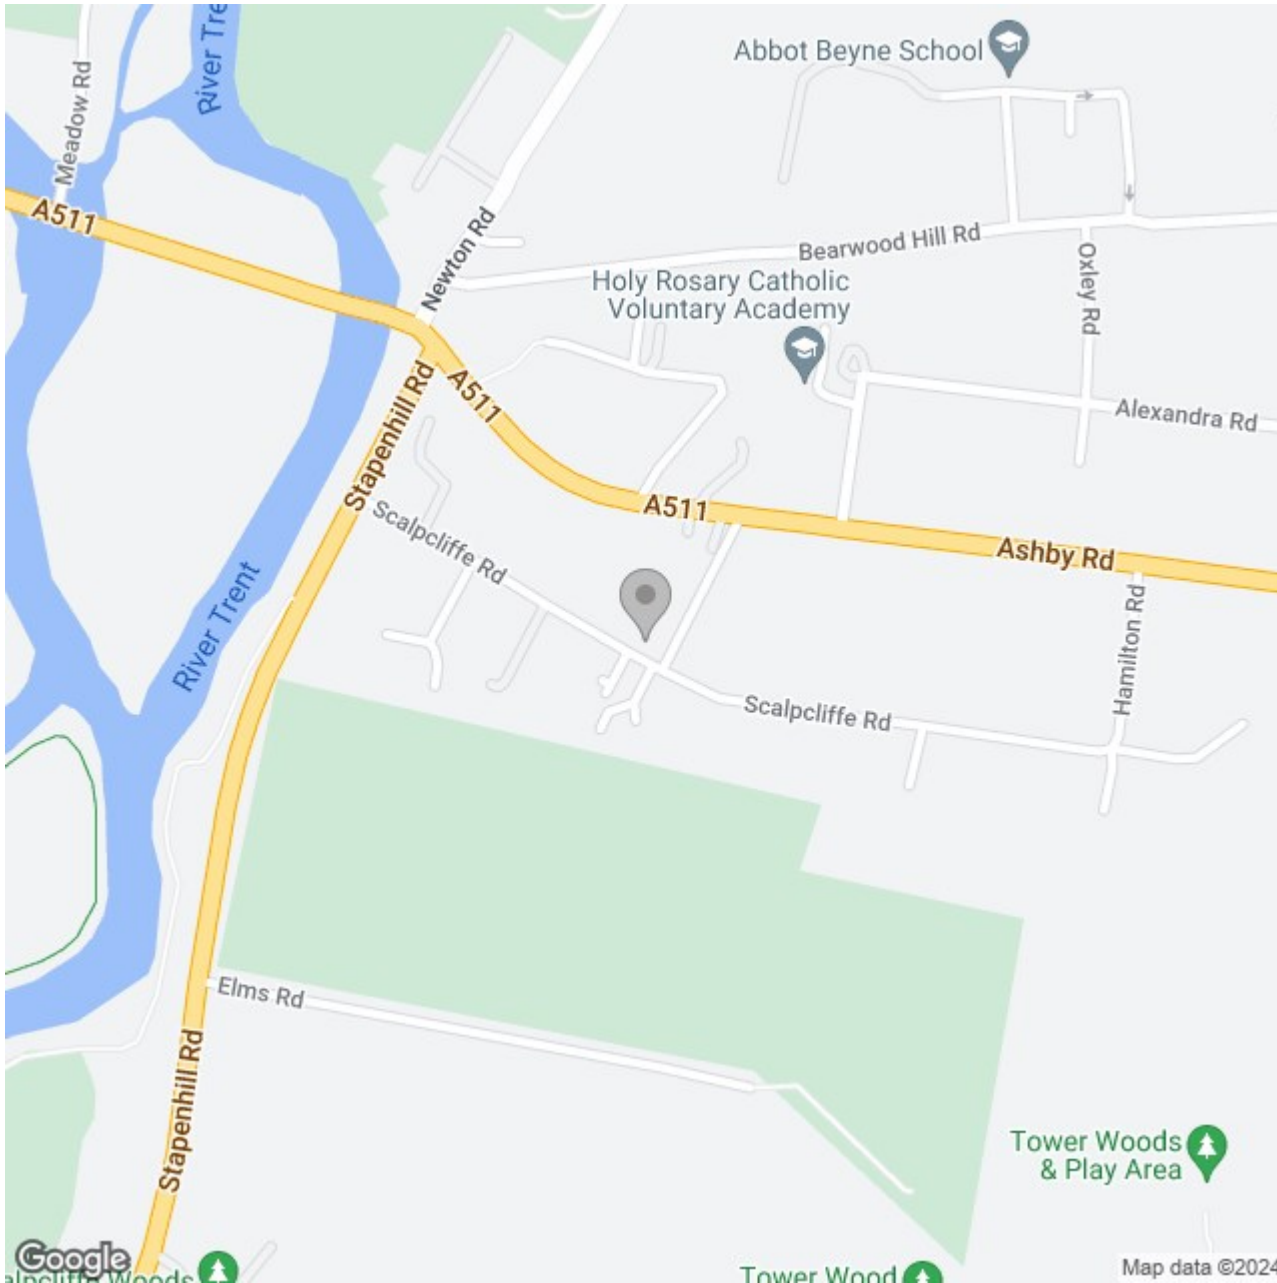 River Tre
Abbot Beyne School
Meadow Rd
A511
Newton Rd
Bearwood Hill Rd
Oxley Rd
Holy Rosary Catholic
Voluntary Academy
A511
Stapenhill Rd
Alexandra Rd
A511
Scalpcliffe Rd
Ashby Rd
River Trent
Hamilton Rd
Scalpcliffe Rd
Elms Rd
Stapenhill Rd
Tower Woods
& Play Area
Google
alpcliffe Woods
Tower Wood
Map data ©2024